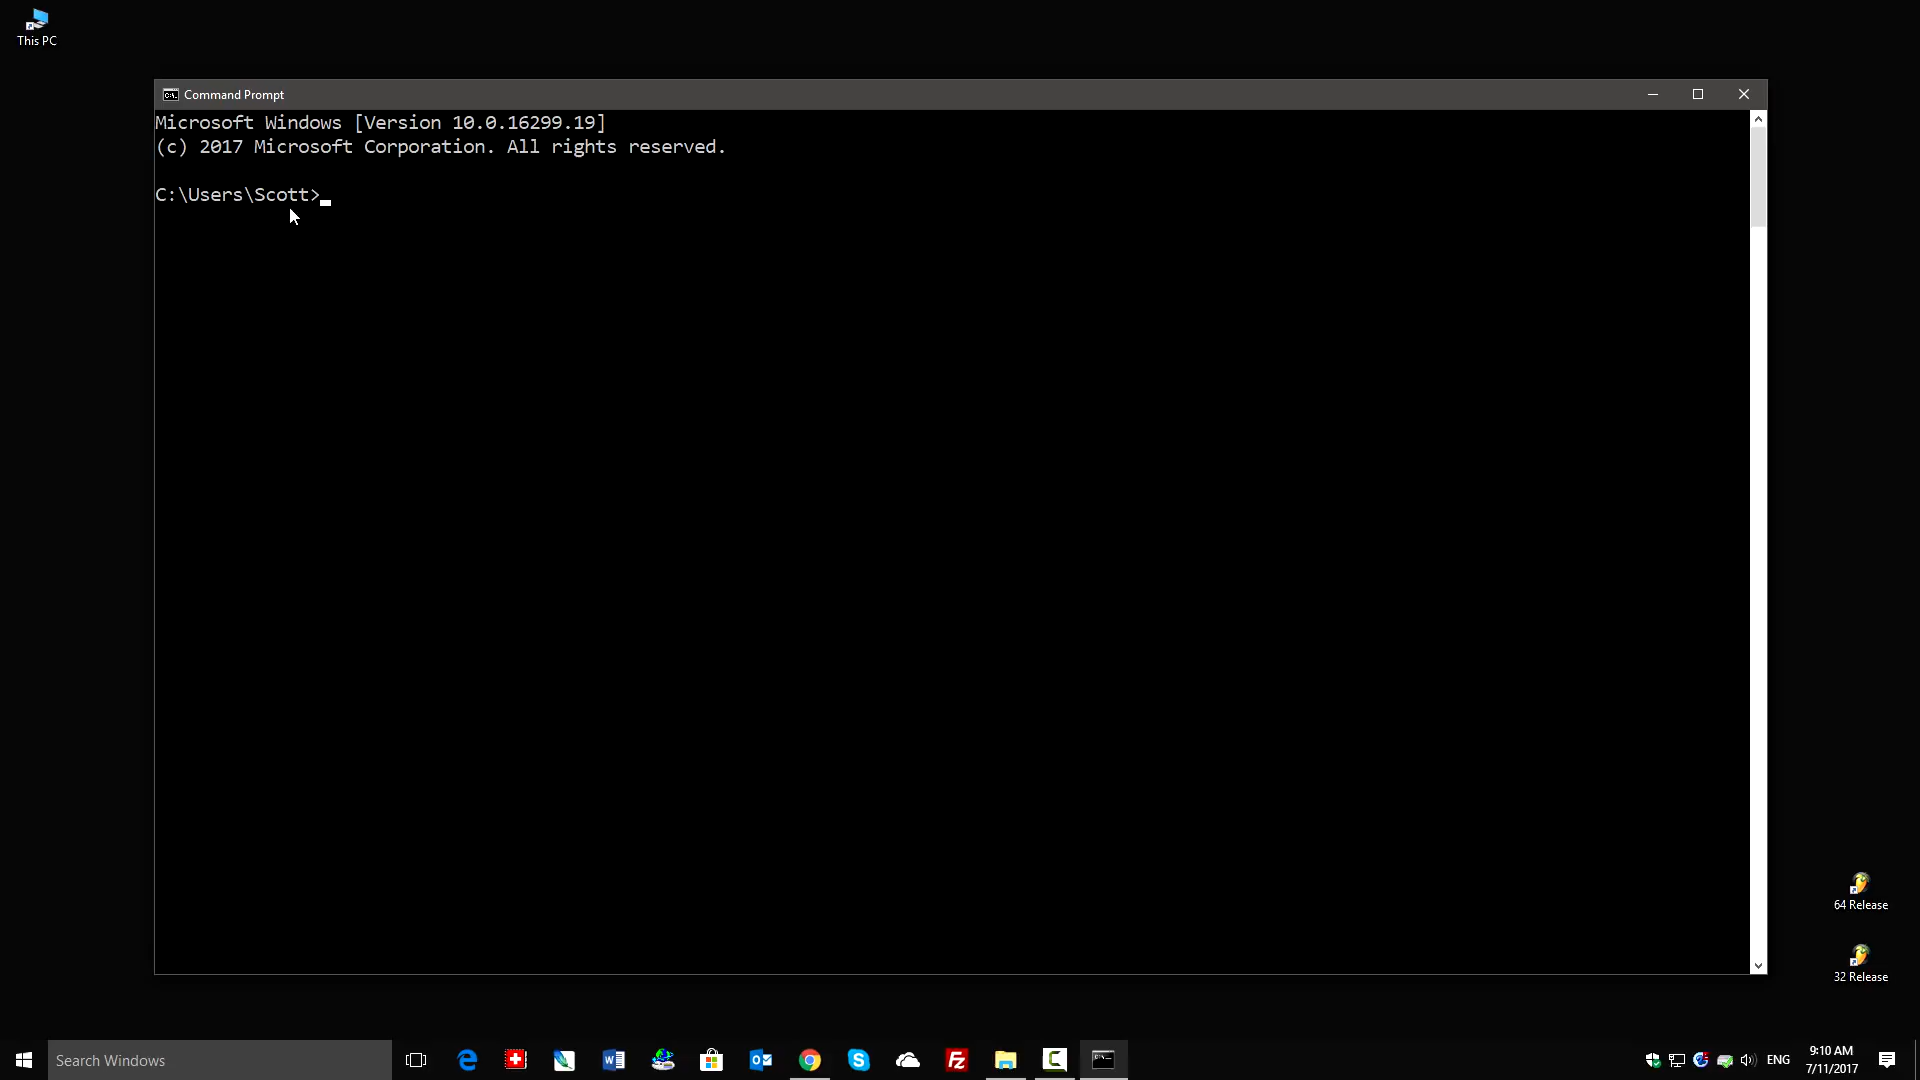 This PC
Command Prompt
Microsoft Windows [Version 10.0.16299.19]
(c) 2017 Microsoft Corporation. All rights reserved.
C:\Users\Scott>
64 Release
32 Release
Search Windows
ENG
9:10 AM
7/11/2017